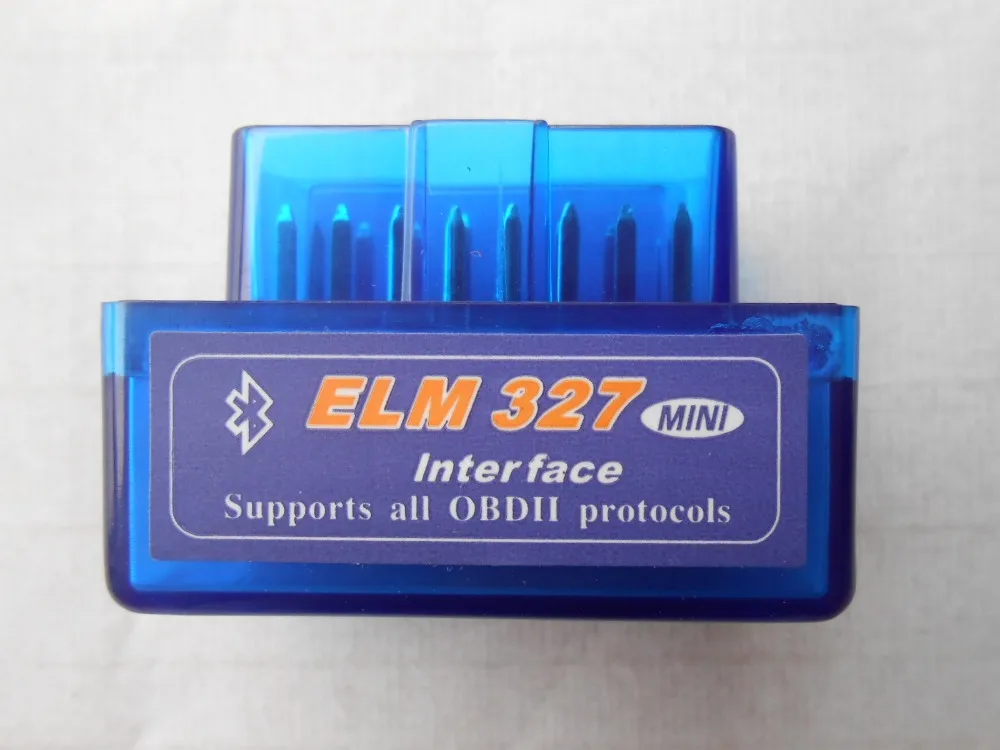 ELM 327 MINI
Interface
Supports all OBDII protocols